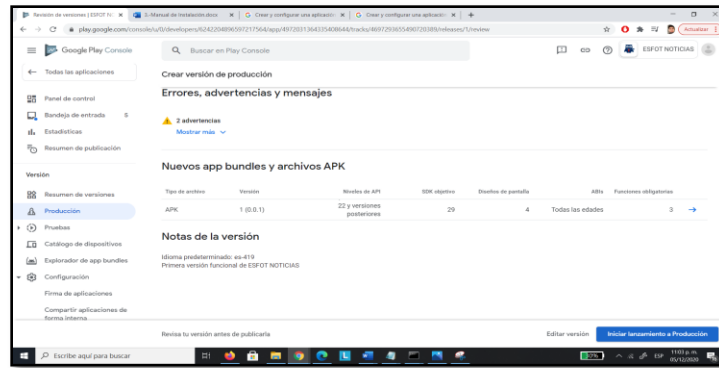 Revisión de versiones | ESFOT N
3.-Manual de Instalación.docx
Crear y configurar una aplicación
Crear y configurar una aplicació
play.google.com/console/u/0/developers/6242204896597217564/app/4972031364335408644/tracks/4697293655490720389/releases/1/review
Actualizar
Google Play Console
Buscar en Play Console
ESFOT NOTICIAS
Todas las aplicaciones
Crear versión de producción
Panel de control
Bandeja de entrada 5
Estadísticas
Resumen de publicación
Versión
Resumen de versiones
Producción
Pruebas
Catálogo de dispositivos
Explorador de app bundles
Configuración
Firma de aplicaciones
Compartir aplicaciones de
forma interna
Errores, advertencias y mensajes
2 advertencias
Mostrar más
Nuevos app bundles y archivos APK
Tipo de archivo Versión Niveles de API SDK objetivo Diseños de pantalla ABIs Funciones obligatorias
APK 1 (0.0.1) 22 y versiones posteriores 29 4 Todas las edades 3
Notas de la versión
Idioma predeterminado: es-419
Primera versión funcional de ESFOT NOTICIAS
Revisa tu versión antes de publicarla
Editar versión
Iniciar lanzamiento a Producción
Escribe aquí para buscar
ESP
11:03 p. m.
05/12/2020